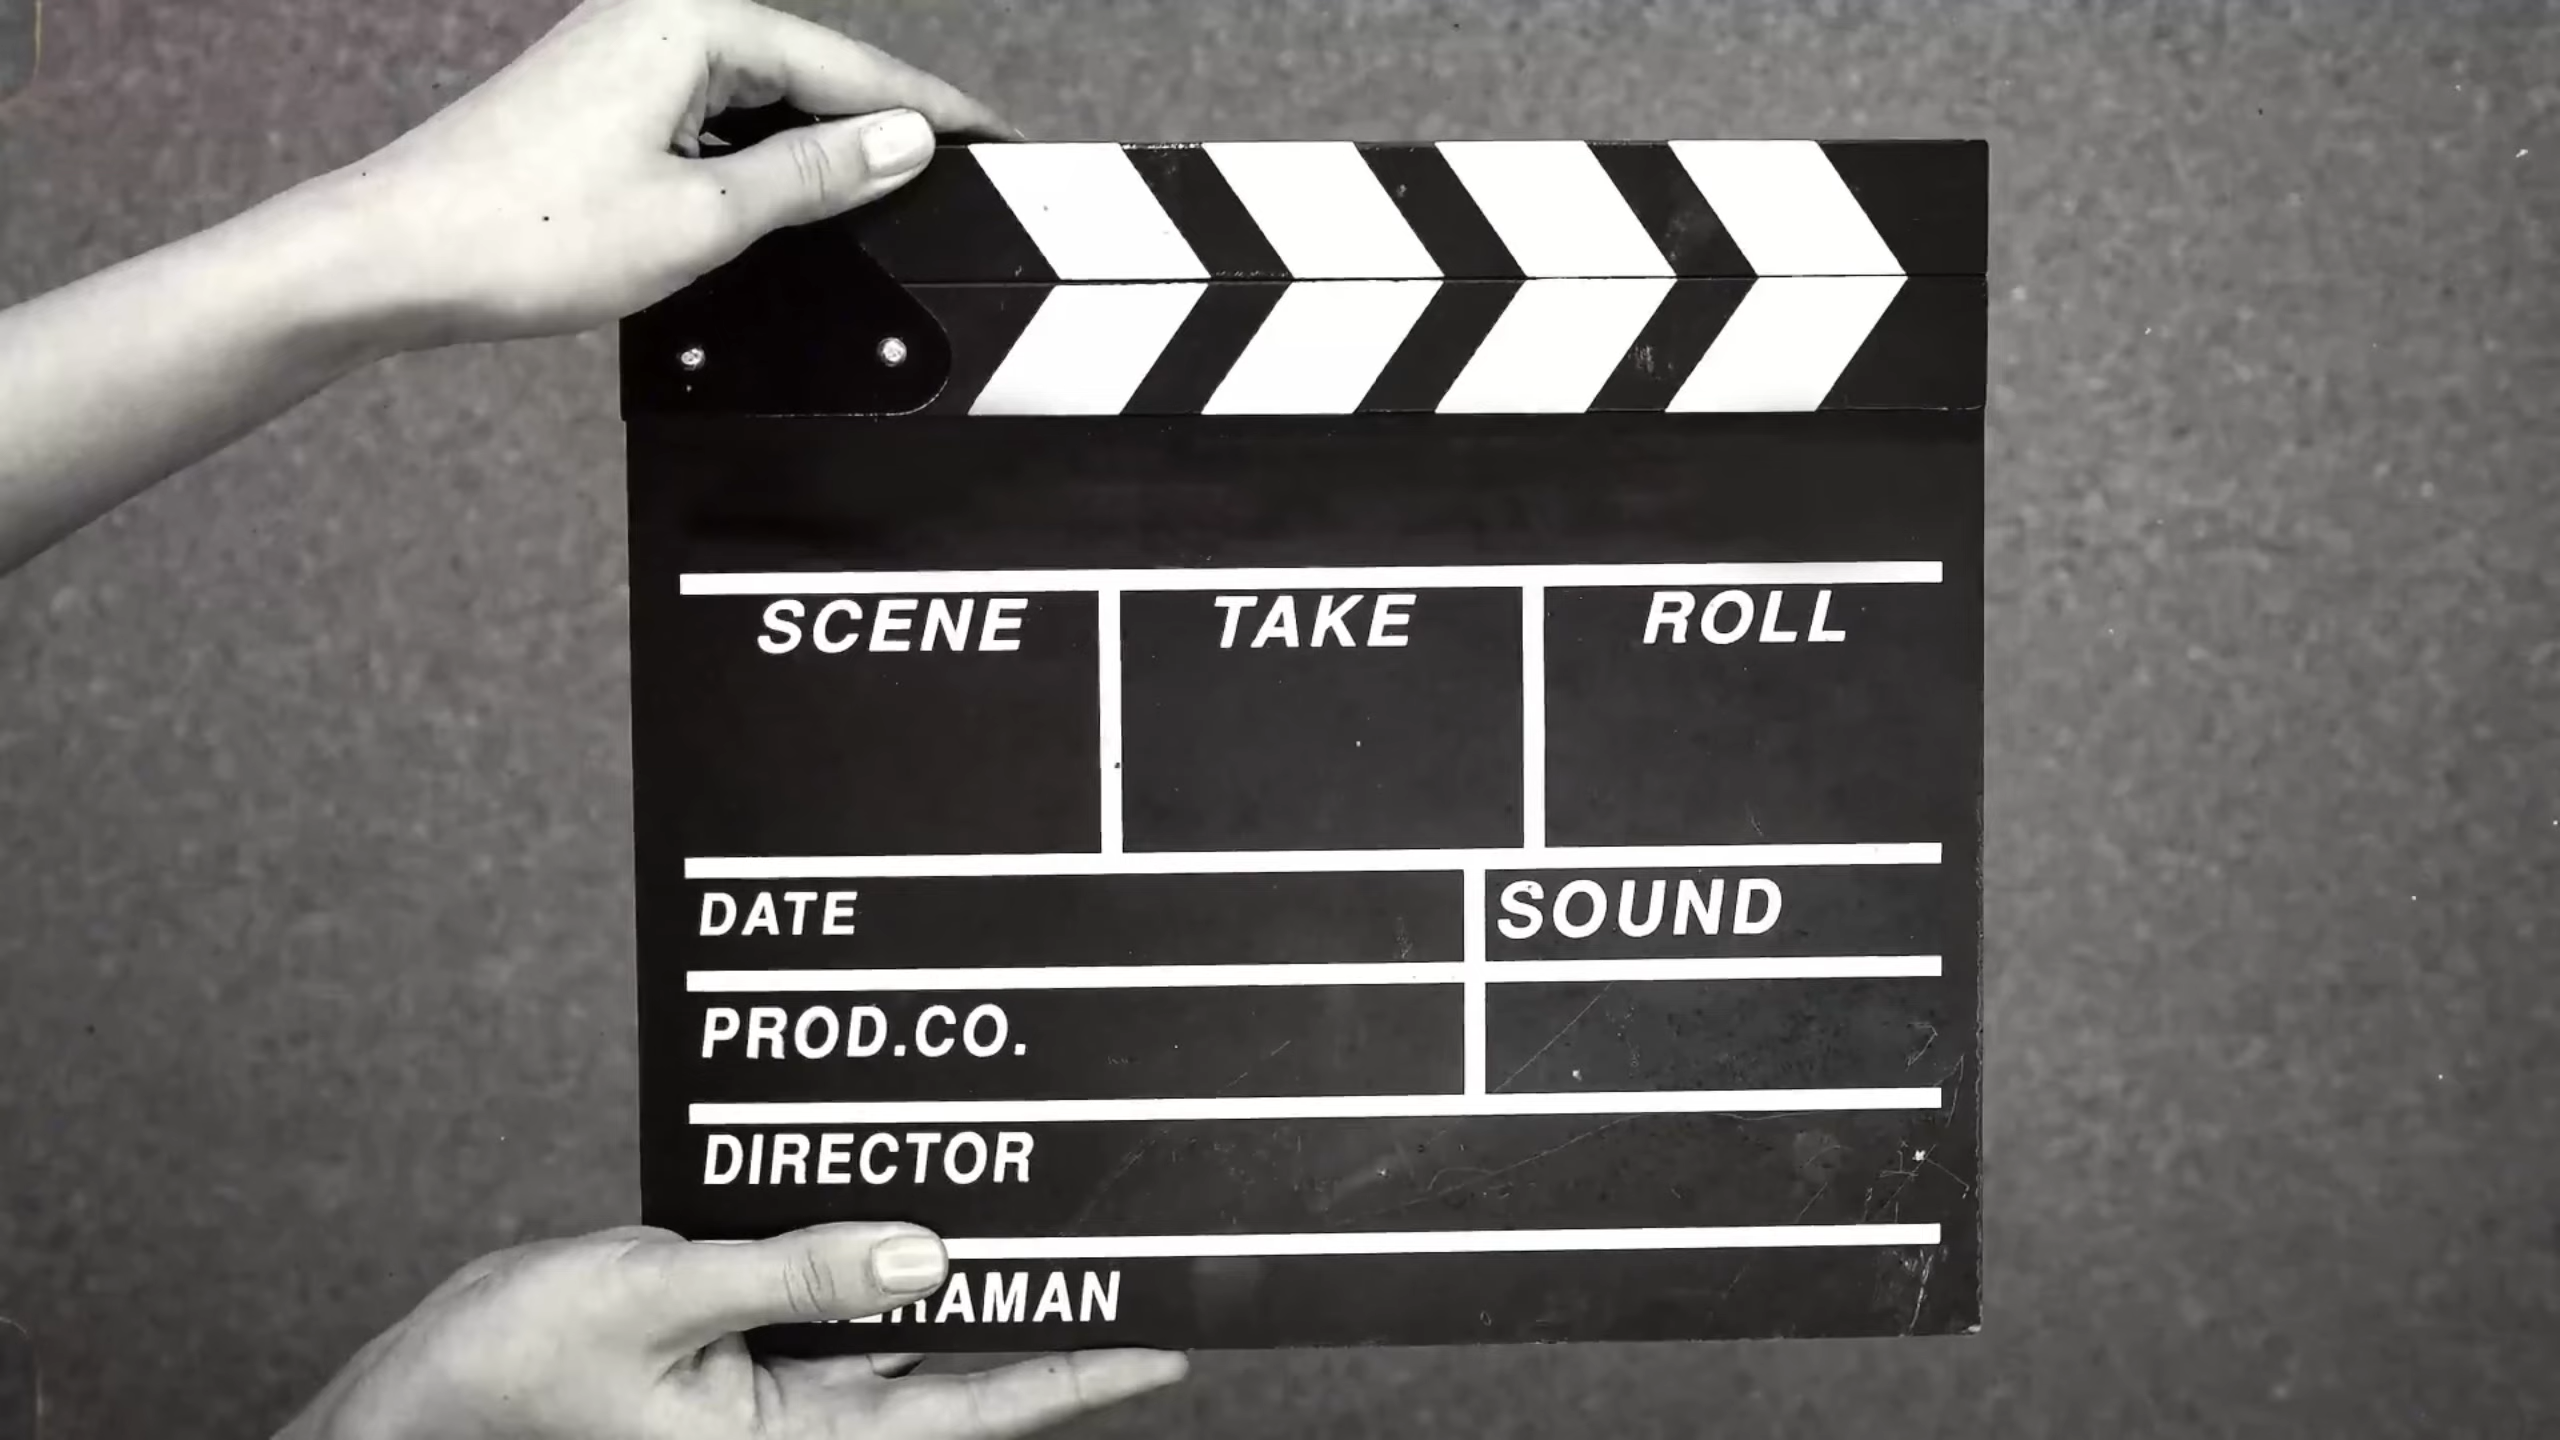 SCENE TAKE ROLL
DATE SOUND
PROD.CO.
DIRECTOR